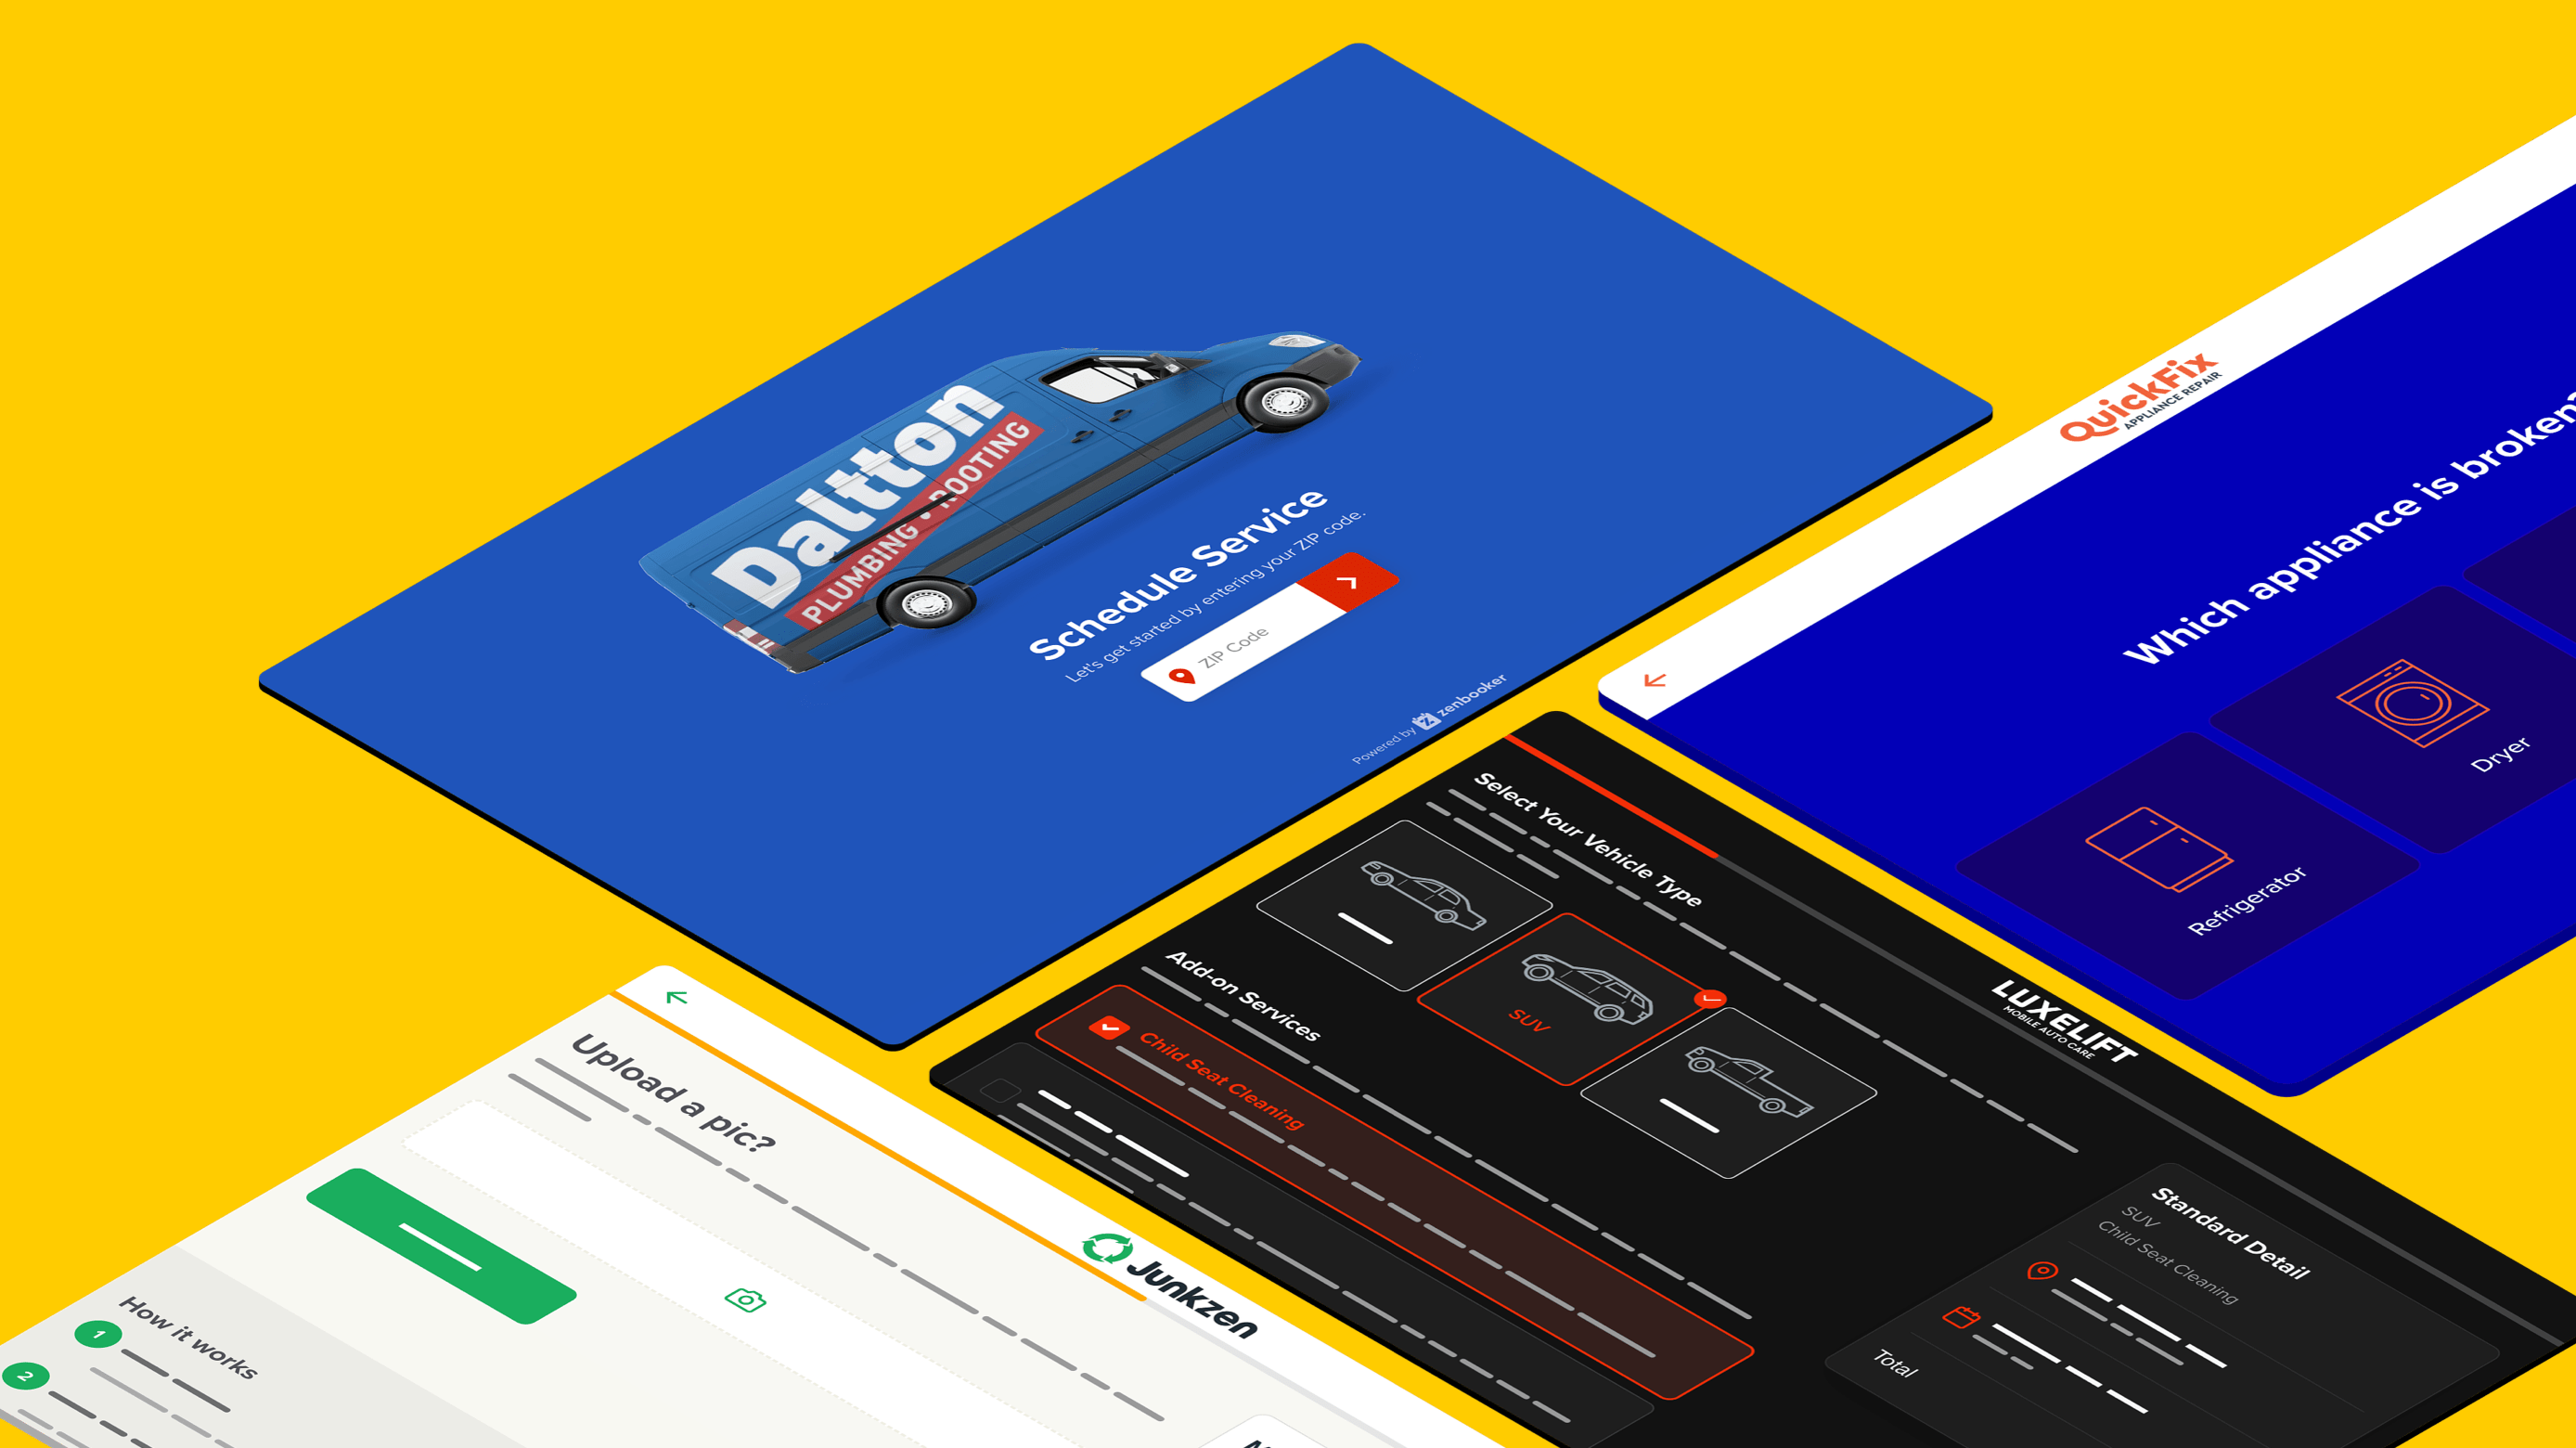 Daltton
PLUMBING • ROOTING
Schedule Service
Let's get started by entering your ZIP code.
ZIP Code
Powered by zenbooker
QuickFix
APPLIANCE REPAIR
Which appliance is broken?
Dryer
Refrigerator
LUXELIFT
MOBILE AUTO CARE
Select Your Vehicle Type
SUV
Add-on Services
Child Seat Cleaning
Standard Detail
SUV
Child Seat Cleaning
Total
Junkzen
Upload a pic?
How it works
1
2